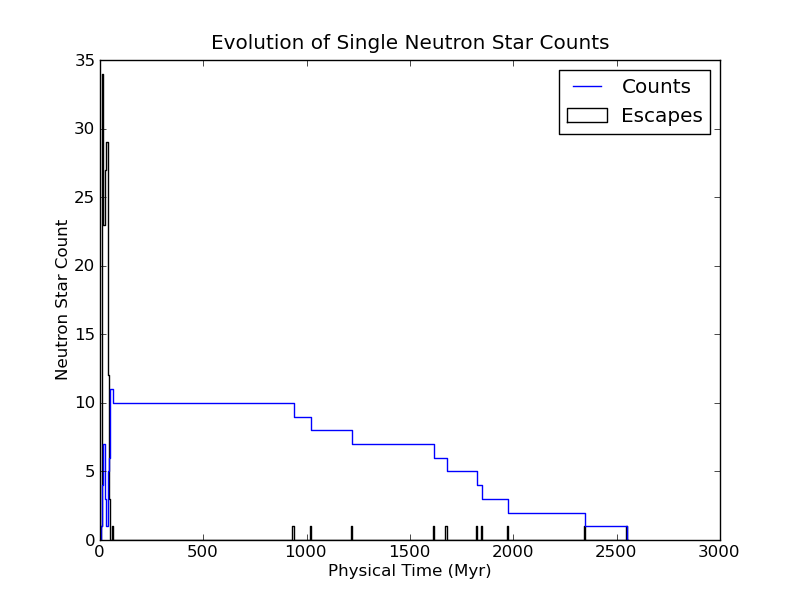 Evolution of Single Neutron Star Counts
Counts
Escapes
Neutron Star Count
35
30
25
20
15
10
5
0
0 500 1000 1500 2000 2500 3000
Physical Time (Myr)